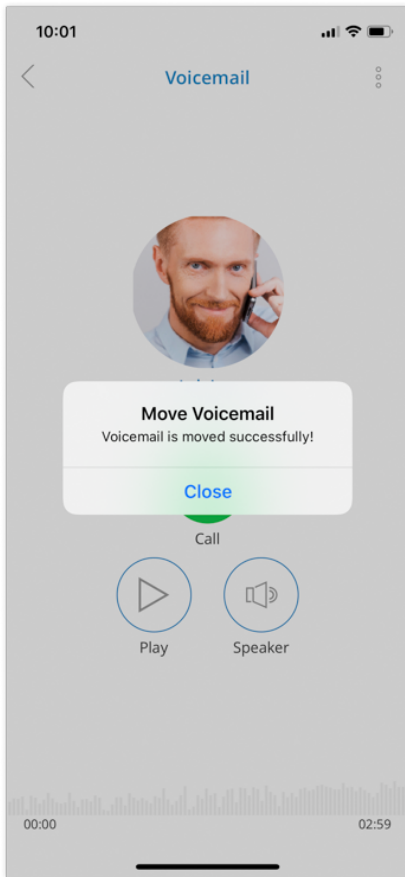 10:01
Voicemail
Move Voicemail
Voicemail is moved successfully!
Close
Call
Play
Speaker
00:00
02:59